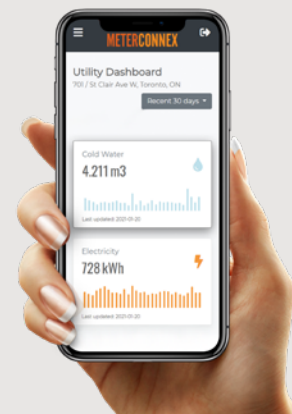 METERCONNEX
Utility Dashboard
701 / St Clair Ave W, Toronto, ON
Recent 30 days
Cold Water
4.211 m3
Last updated: 2021-01-20
Electricity
728 kWh
Last updated: 2021-01-20